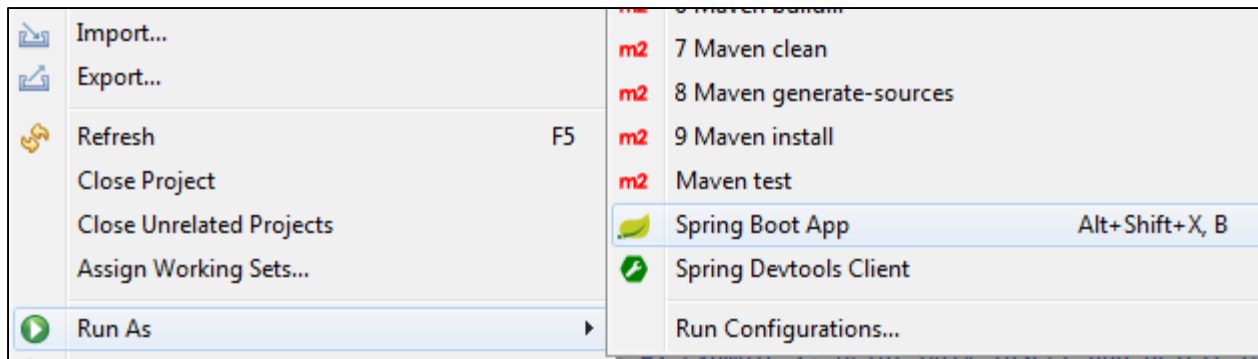 Import...
Export...
Refresh F5
Close Project
Close Unrelated Projects
Assign Working Sets...
Run As
m2 7 Maven clean
m2 8 Maven generate-sources
m2 9 Maven install
m2 Maven test
Spring Boot App Alt+Shift+X, B
Spring Devtools Client
Run Configurations...